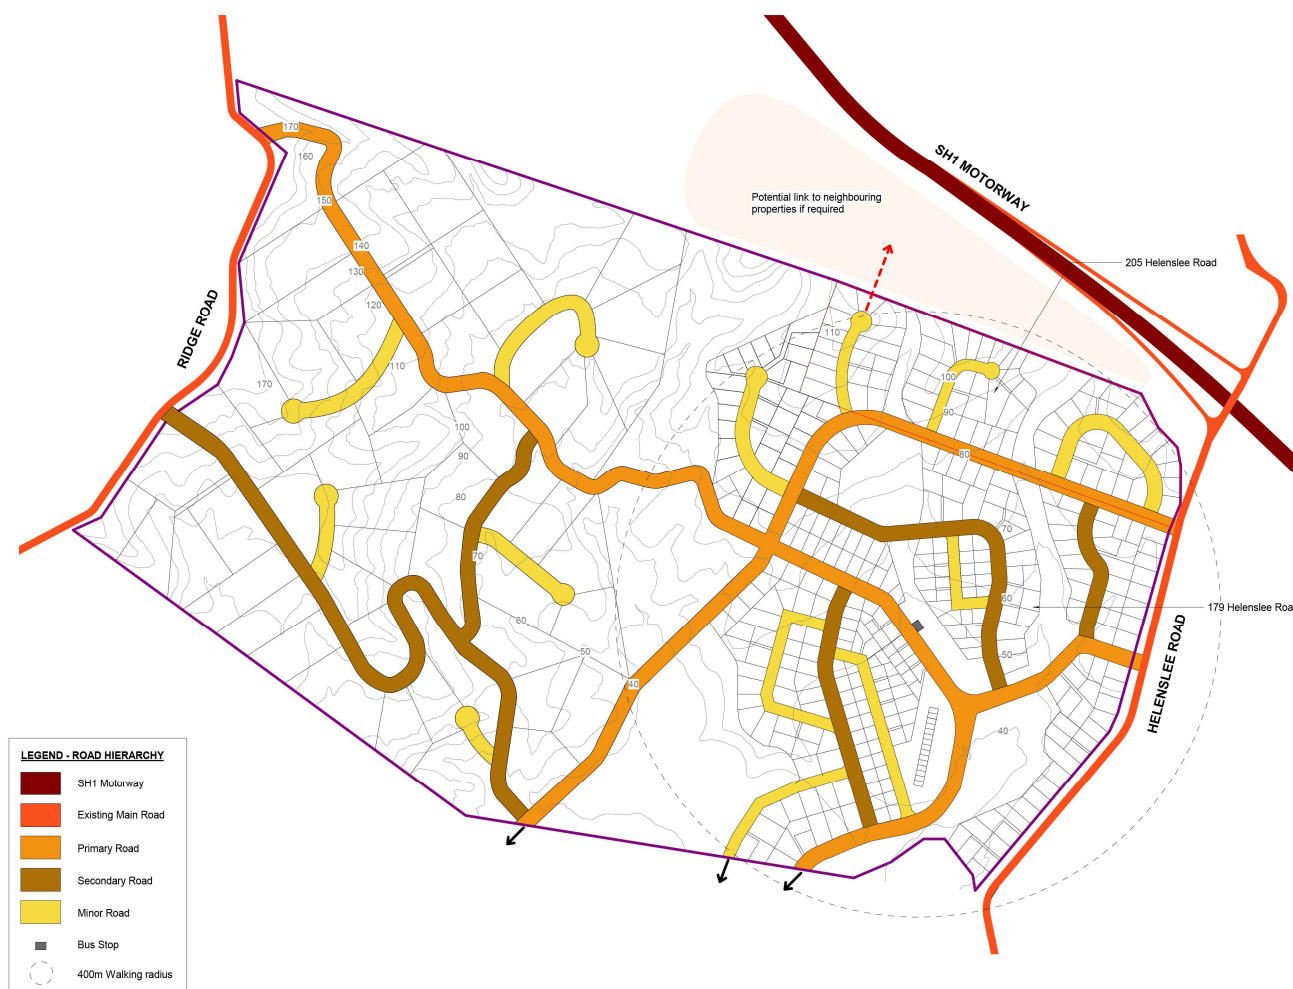 SH1 MOTORWAY
Potential link to neighbouring
properties if required
205 Helenslee Road
RIDGE ROAD
170
160
150
140
130
120
110
170
100
90
80
70
60
50
40
110
100
90
80
70
60
50
40
179 Helenslee Roa
HELENSLEE ROAD
LEGEND - ROAD HIERARCHY
SH1 Motorway
Existing Main Road
Primary Road
Secondary Road
Minor Road
Bus Stop
400m Walking radius